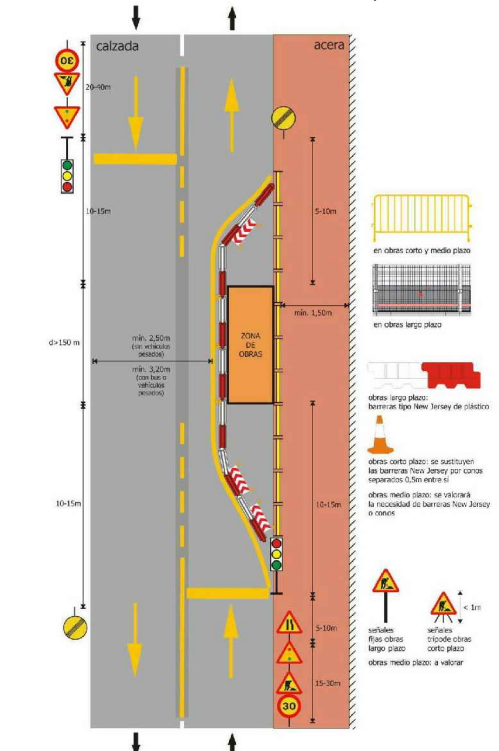 calzada
acera
30
20-40m
10-15m
5-10m
mín. 1,50m
d>150 m
mín. 2,50m
(sin vehículos
pesados)
mín. 3,20m
(con bus o
vehículos
pesados)
ZONA
DE
OBRAS
10-15m
10-15m
5-10m
15-30m
30
en obras corto y medio plazo
en obras largo plazo
obras largo plazo:
barreras tipo New Jersey de plástico
obras corto plazo: se sustituyen
las barreras New Jersey por conos
separados 0,5m entre sí
obras medio plazo: se valorará
la necesidad de barreras New Jersey
o conos
< 1m
señales
fijas obras
largo plazo
señales
trípode obras
corto plazo
obras medio plazo: a valorar